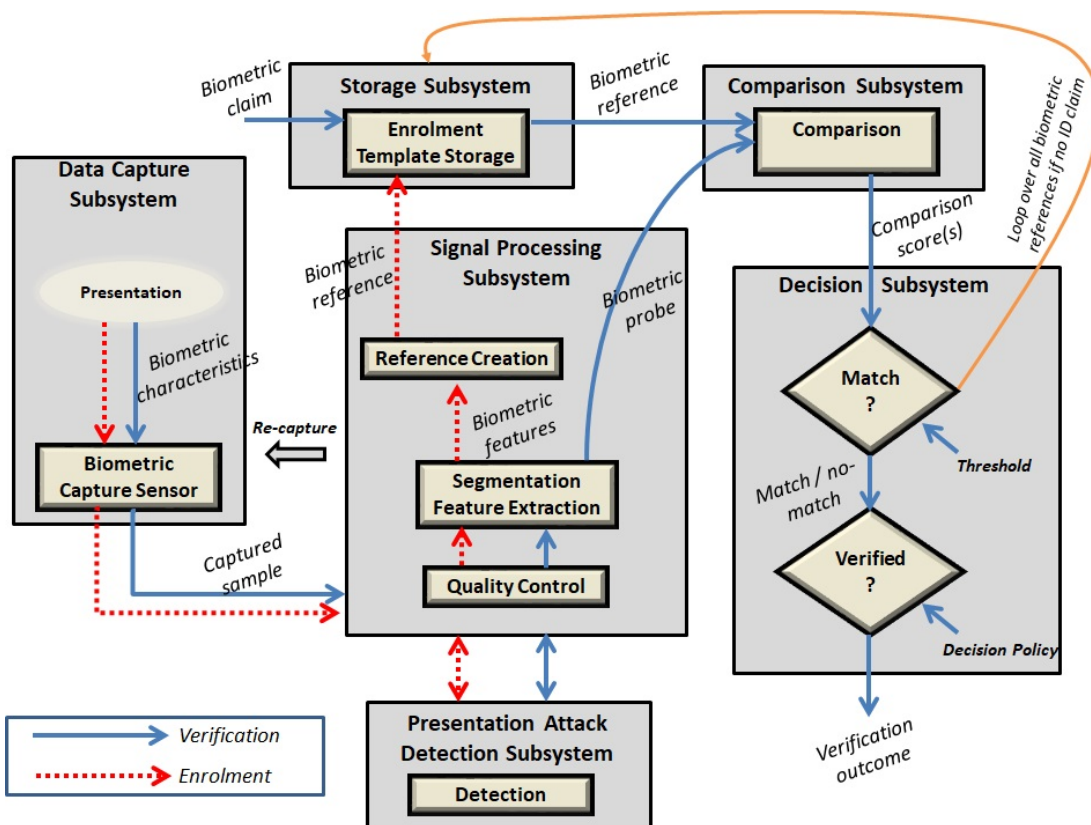 Biometric
claim
Storage Subsystem
Enrolment
Template Storage
Biometric
reference
Comparison Subsystem
Comparison
Loop over all biometric
references if no ID claim
Data Capture
Subsystem
Presentation
Biometric
characteristics
Biometric
Capture Sensor
Captured
sample
Re-capture
Biometric
reference
Signal Processing
Subsystem
Reference Creation
Biometric
features
Segmentation
Feature Extraction
Quality Control
Biometric
probe
Comparison
score(s)
Decision Subsystem
Match
?
Threshold
Match / no-
match
Verified
?
Decision Policy
Verification
outcome
Presentation Attack
Detection Subsystem
Detection
Verification
Enrolment